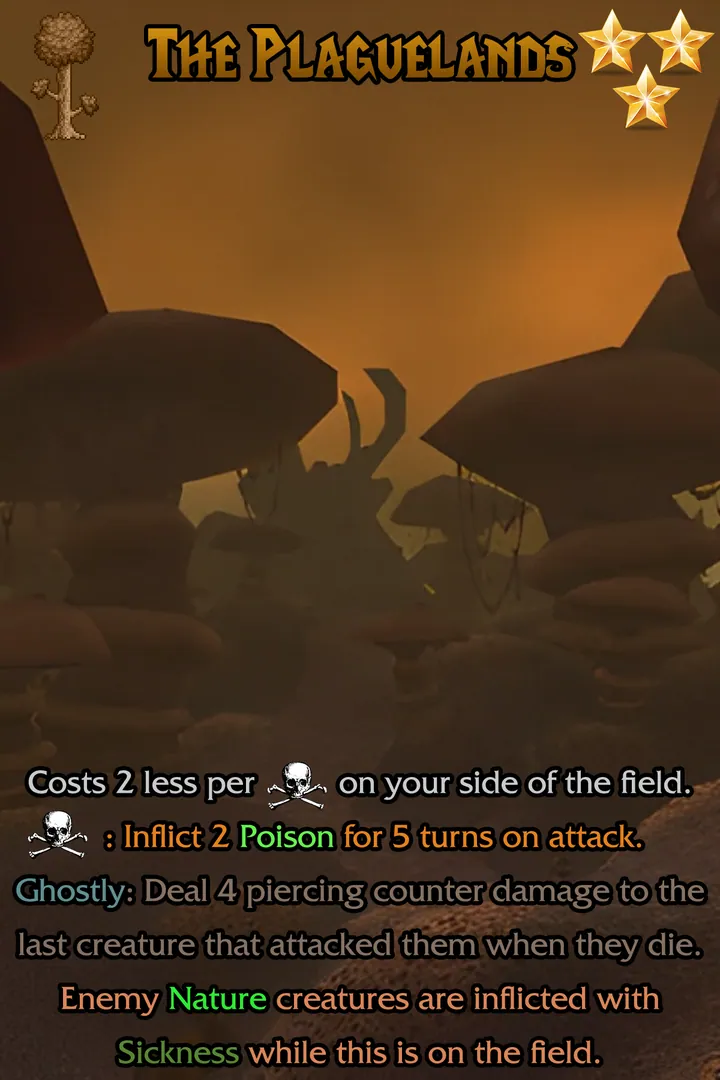 The Plaguelands
Costs 2 less per on your side of the field.
: Inflict 2 Poison for 5 turns on attack.
Ghostly: Deal 4 piercing counter damage to the
last creature that attacked them when they die.
Enemy Nature creatures are inflicted with
Sickness while this is on the field.